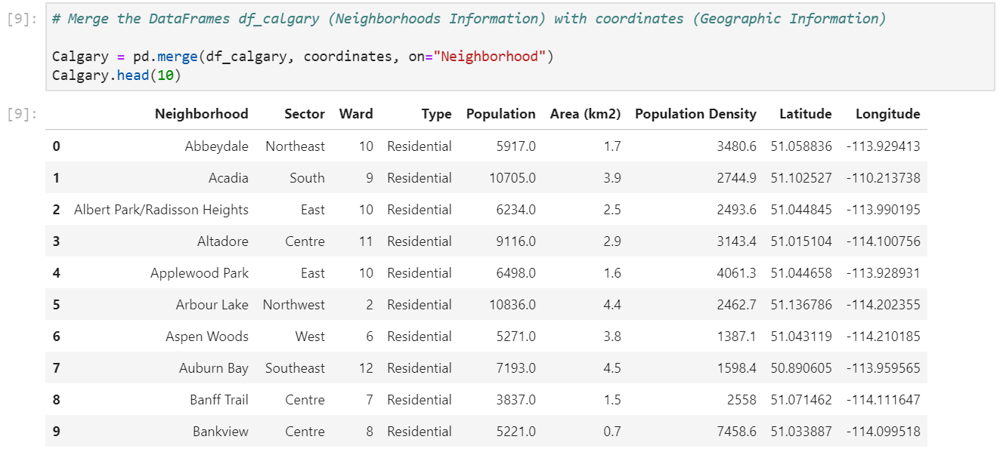 [9]: # Merge the DataFrames df_calgary (Neighborhoods Information) with coordinates (Geographic Information)
Calgary = pd.merge(df_calgary, coordinates, on="Neighborhood")
Calgary.head(10)
[9]: Neighborhood Sector Ward Type Population Area (km2) Population Density Latitude Longitude
0 Abbeydale Northeast 10 Residential 5917.0 1.7 3480.6 51.058836 -113.929413
1 Acadia South 9 Residential 10705.0 3.9 2744.9 51.102527 -110.213738
2 Albert Park/Radisson Heights East 10 Residential 6234.0 2.5 2493.6 51.044845 -113.990195
3 Altadore Centre 11 Residential 9116.0 2.9 3143.4 51.015104 -114.100756
4 Applewood Park East 10 Residential 6498.0 1.6 4061.3 51.044658 -113.928931
5 Arbour Lake Northwest 2 Residential 10836.0 4.4 2462.7 51.136786 -114.202355
6 Aspen Woods West 6 Residential 5271.0 3.8 1387.1 51.043119 -114.210185
7 Auburn Bay Southeast 12 Residential 7193.0 4.5 1598.4 50.890605 -113.959565
8 Banff Trail Centre 7 Residential 3837.0 1.5 2558 51.071462 -114.111647
9 Bankview Centre 8 Residential 5221.0 0.7 7458.6 51.033887 -114.099518